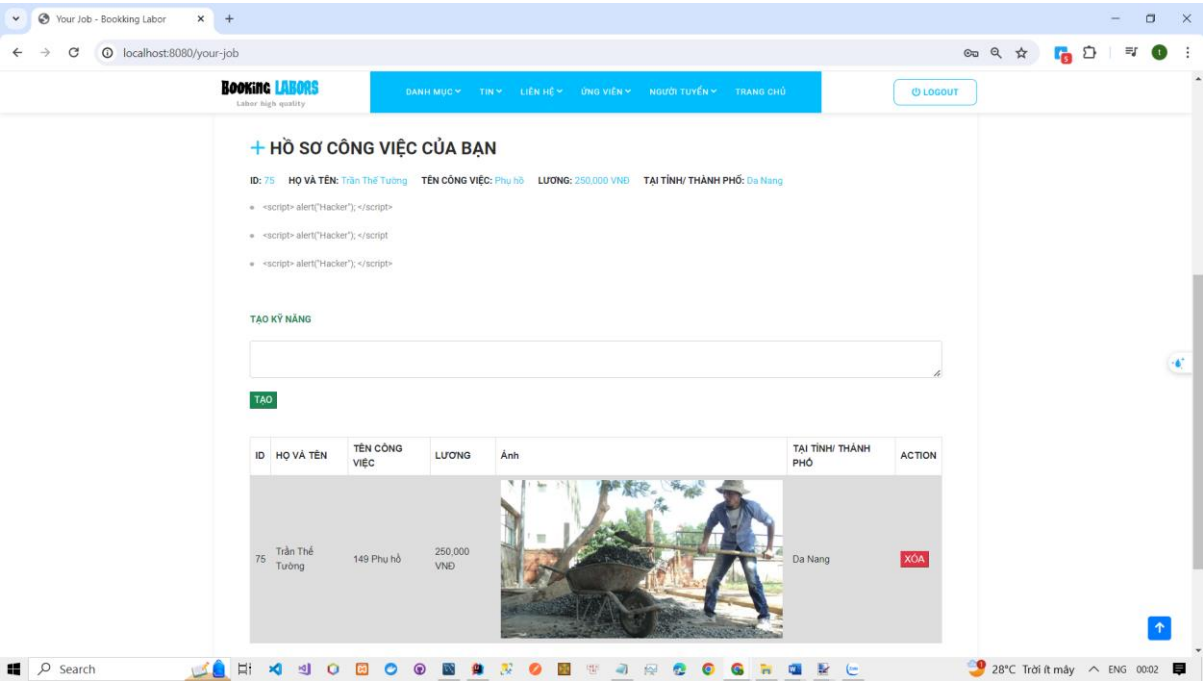 Your Job - Bookking Labor
localhost:8080/your-job
BOOKING LABORS
Labor high quality
DANH MỤC TIN LIÊN HỆ ỨNG VIÊN NGƯỜI TUYỂN TRANG CHỦ
LOGOUT
+ HỒ SƠ CÔNG VIỆC CỦA BẠN
ID: 75 HỌ VÀ TÊN: Trần Thế Tường TÊN CÔNG VIỆC: Phụ hồ LƯƠNG: 250,000 VNĐ TẠI TỈNH/ THÀNH PHỐ: Da Nang
<script> alert("Hacker"); </script>
<script> alert("Hacker"); </script
<script> alert("Hacker"); </script>
TẠO KỸ NĂNG
TẠO
ID HỌ VÀ TÊN TÊN CÔNG VIỆC LƯƠNG Ảnh TẠI TỈNH/ THÀNH PHỐ ACTION
75 Trần Thế Tường 149 Phụ hồ 250,000 VNĐ Da Nang XÓA
Search
28°C Trời ít mây ENG 00:02